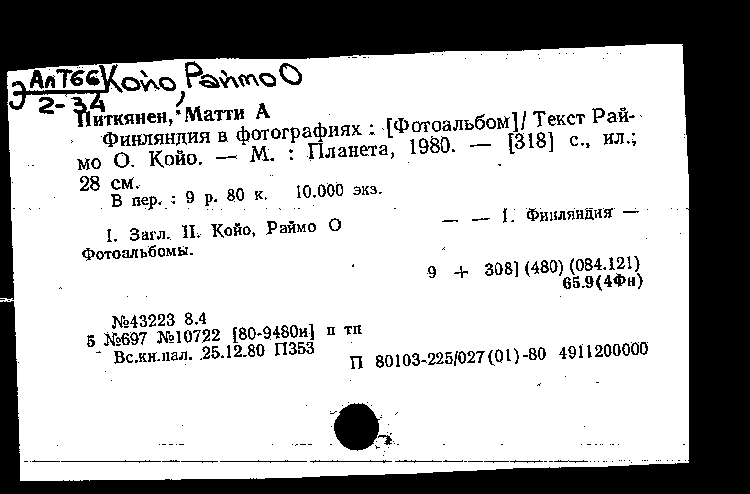 Э АлТ66 Койо, Раймо О
2-34
Питкянен, Матти А
Финляндия в фотографиях : [Фотоальбом]/ Текст Рай-
мо О. Койо. — М. : Планета, 1980. — [318] с., ил.;
28 см.
В пер. : 9 р. 80 к. 10.000 экз.
— — I. Финляндия —
I. Загл. II. Койо, Раймо О
Фотоальбомы.
9 + 308] (480) (084.121)
65.9(4Фн)
№43223 8.4
5 №697 №10722 [80-9480и] п тп
Вс.кн.пал. 25.12.80 П353
П 80103-225/027(01)-80 4911200000